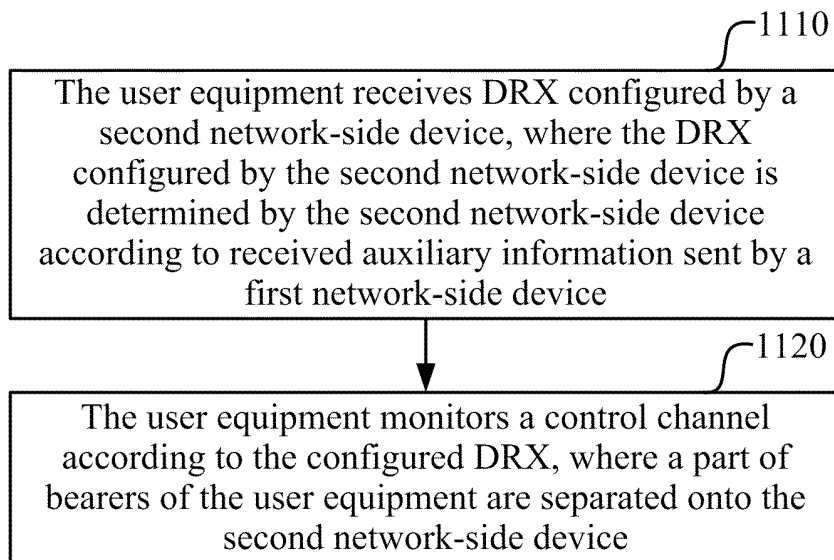 1110
The user equipment receives DRX configured by a
second network-side device, where the DRX
configured by the second network-side device is
determined by the second network-side device
according to received auxiliary information sent by a
first network-side device
1120
The user equipment monitors a control channel
according to the configured DRX, where a part of
bearers of the user equipment are separated onto the
second network-side device